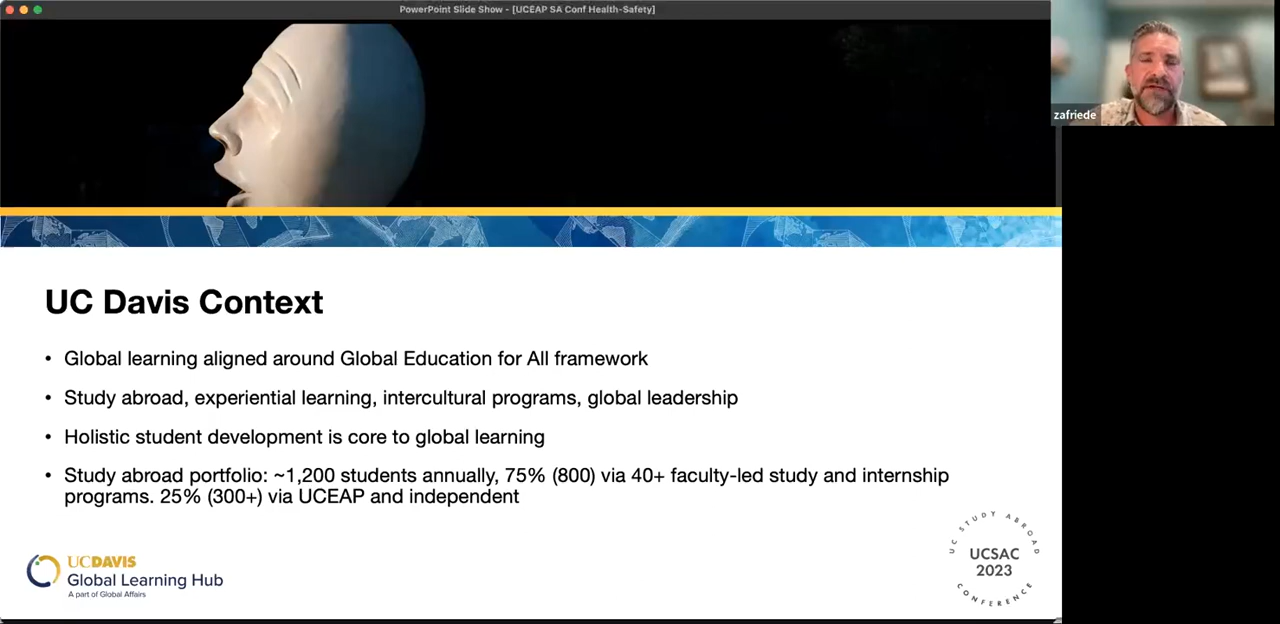 PowerPoint Slide Show - [UCEAP SA Conf Health-Safety]
zafriede
UC Davis Context
• Global learning aligned around Global Education for All framework
• Study abroad, experiential learning, intercultural programs, global leadership
• Holistic student development is core to global learning
• Study abroad portfolio: ~1,200 students annually, 75% (800) via 40+ faculty-led study and internship
programs. 25% (300+) via UCEAP and independent
UCDAVIS
Global Learning Hub
A part of Global Affairs
UC STUDY ABROAD
UCSAC
2023
CONFERENCE